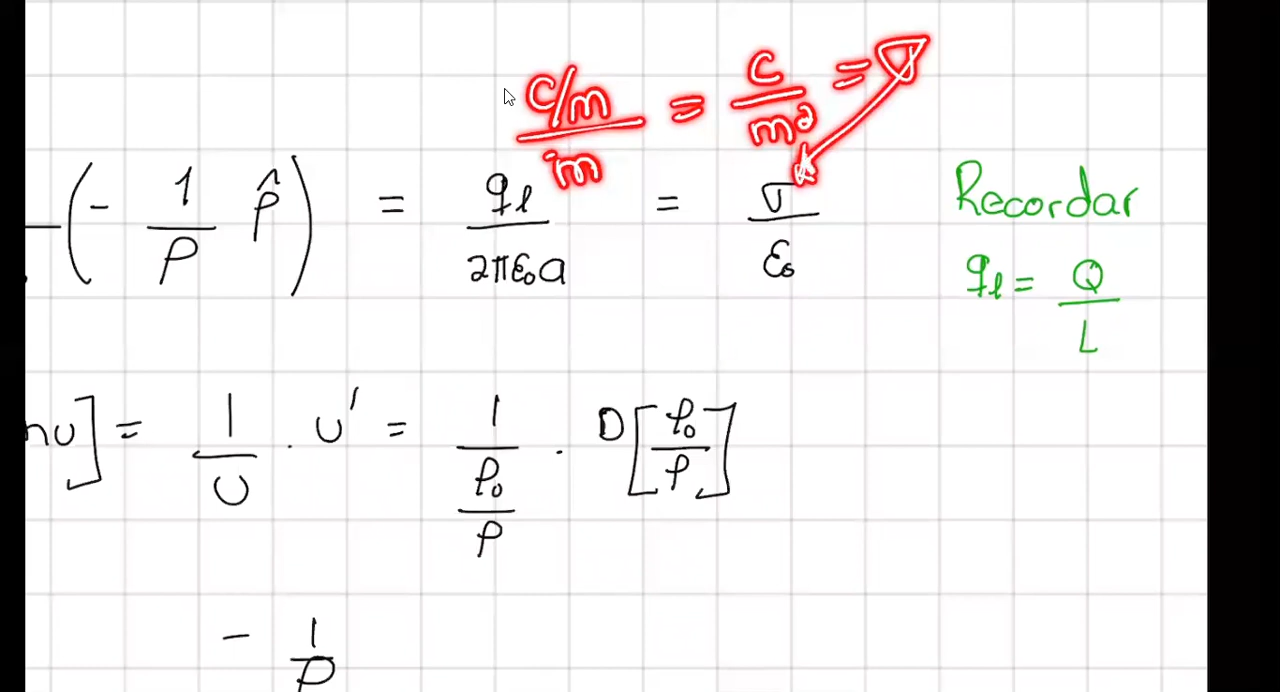 C/m / m = C / m² = σ
(- 1/ρ ρ̂) = qℓ / 2πε₀a = σ / ε₀
Recordar
qℓ = Q / L
nu] = 1/u · u' = 1 / (ρ₀/ρ) · D[ρ₀/ρ]
- 1/ρ